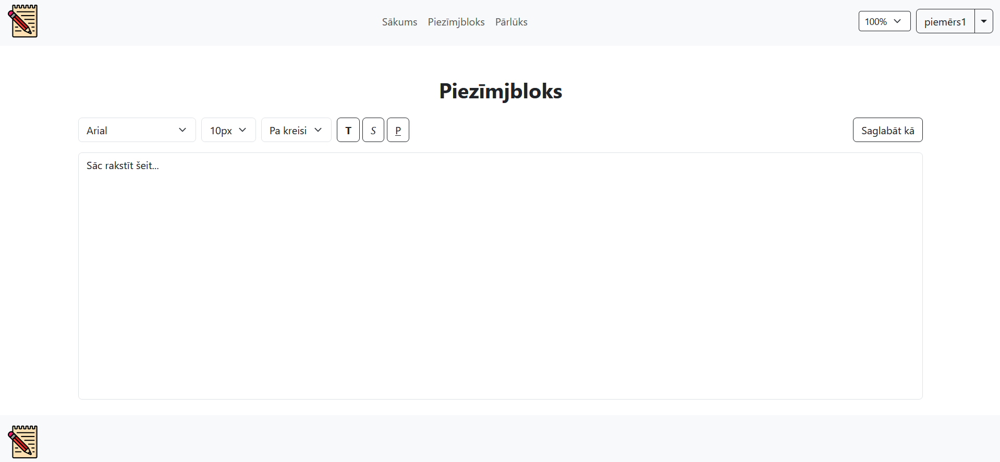 Sākums Piezīmjbloks Pārlūks 100% piemērs1
Piezīmjbloks
Arial 10px Pa kreisi T S P Saglabāt kā
Sāc rakstīt šeit...